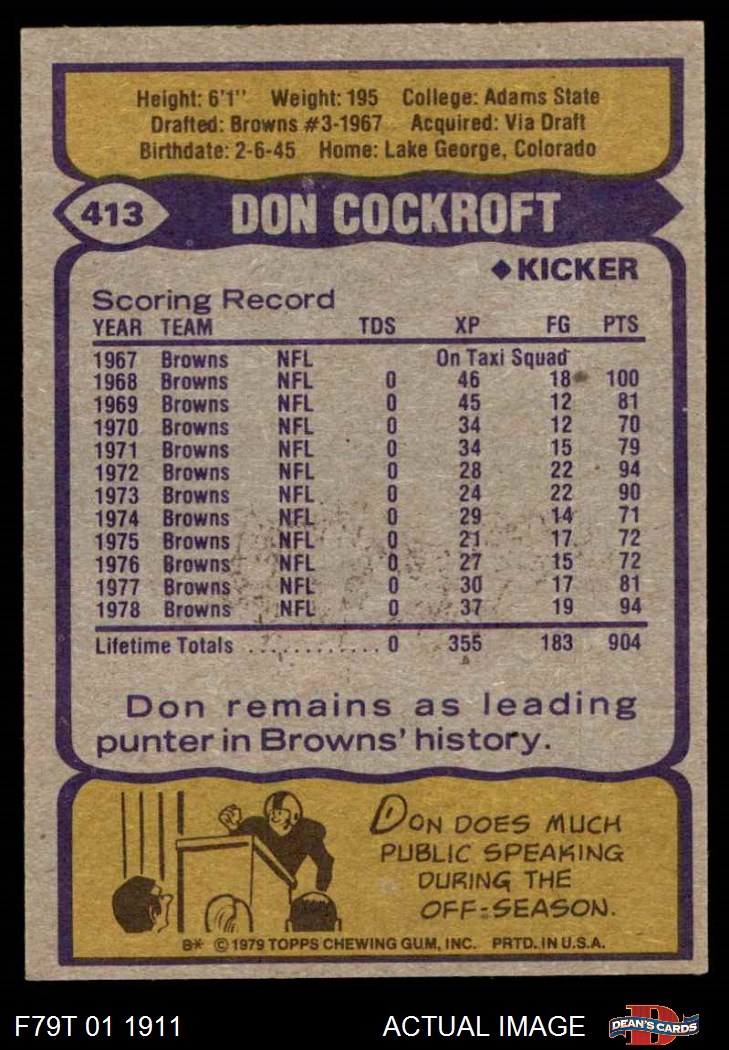 Height: 6'1" Weight: 195 College: Adams State
Drafted: Browns #3-1967 Acquired: Via Draft
Birthdate: 2-6-45 Home: Lake George, Colorado
413 DON COCKROFT
◆KICKER
Scoring Record
YEAR TEAM TDS XP FG PTS
1967 Browns NFL On Taxi Squad
1968 Browns NFL 0 46 18 100
1969 Browns NFL 0 45 12 81
1970 Browns NFL 0 34 12 70
1971 Browns NFL 0 34 15 79
1972 Browns NFL 0 28 22 94
1973 Browns NFL 0 24 22 90
1974 Browns NFL 0 29 14 71
1975 Browns NFL 0 21 17 72
1976 Browns NFL 0 27 15 72
1977 Browns NFL 0 30 17 81
1978 Browns NFL 0 37 19 94
Lifetime Totals ............ 0 355 183 904
Don remains as leading
punter in Browns' history.
DON DOES MUCH
PUBLIC SPEAKING
DURING THE
OFF-SEASON.
B* © 1979 TOPPS CHEWING GUM, INC. PRTD. IN U.S.A.
F79T 01 1911 ACTUAL IMAGE D DEAN'S CARDS